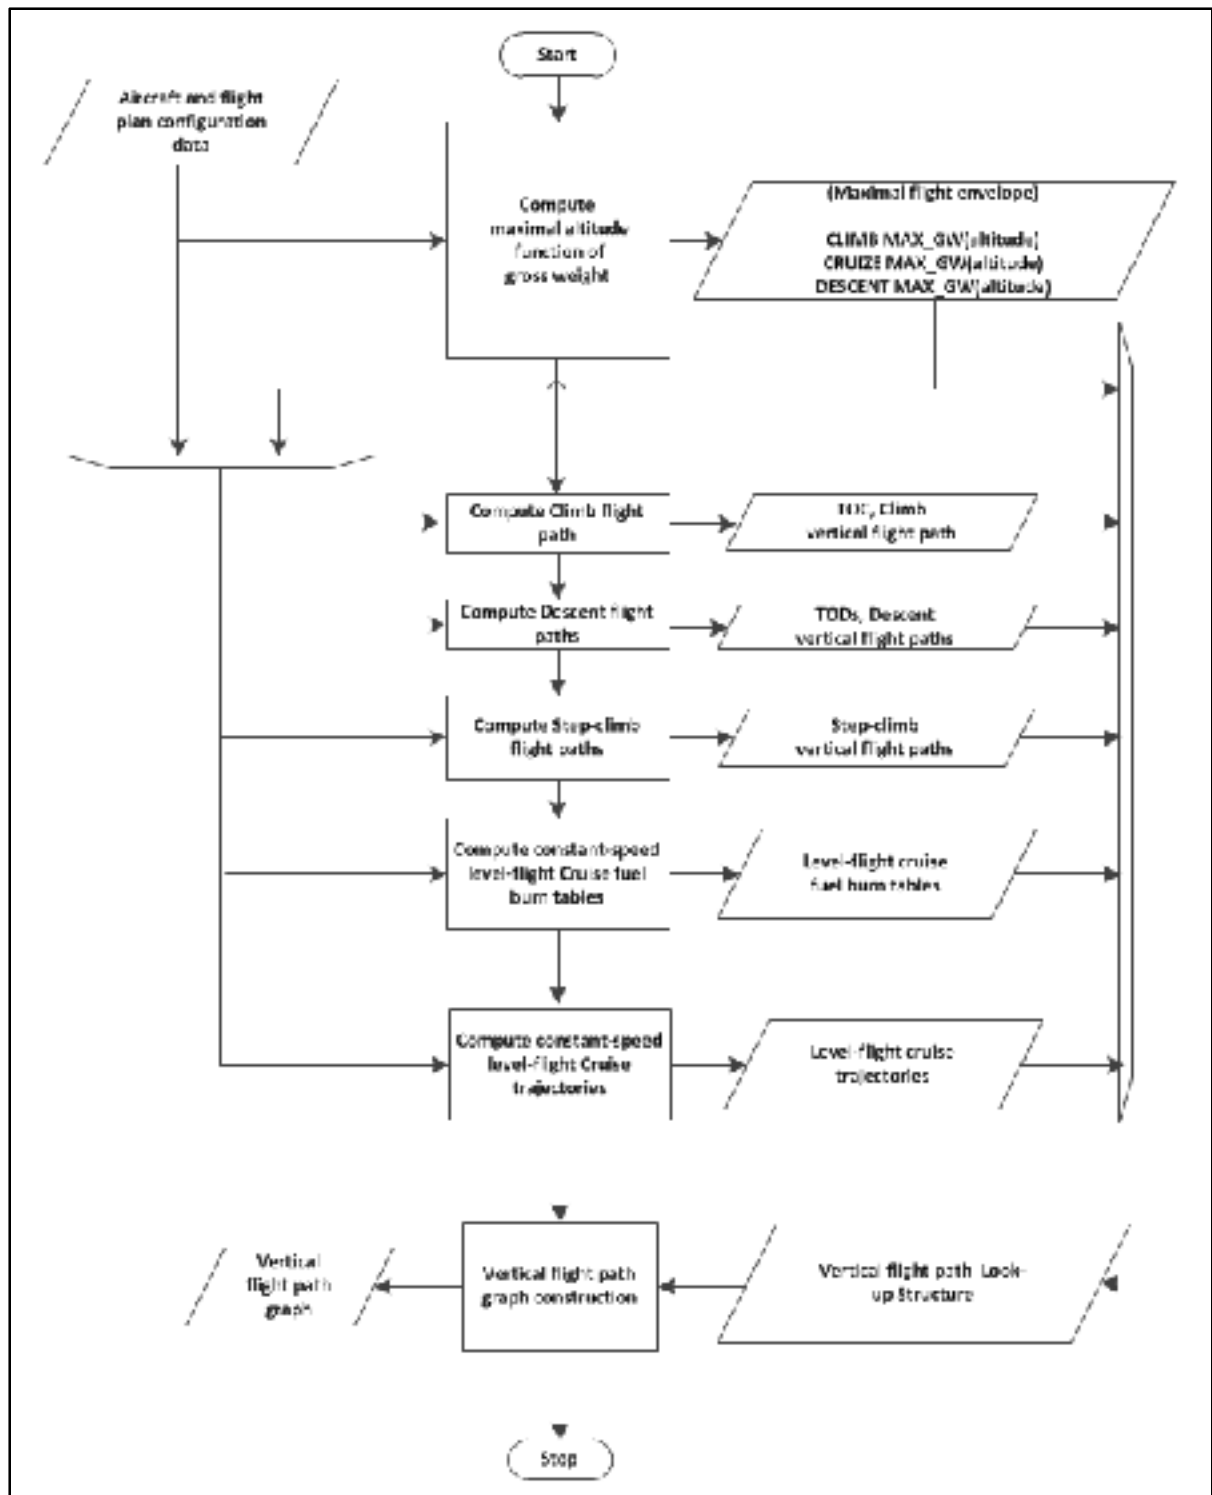 Start
Aircraft and flight
plan configuration
data
Compute
maximal altitude
function of
gross weight
(Maximal flight envelope)
CLIMB MAX_GW(altitude)
CRUIZE MAX_GW(altitude)
DESCENT MAX_GW(altitude)
Compute Climb flight
path
TOC, Climb
vertical flight path
Compute Descent flight
paths
TODs, Descent
vertical flight paths
Compute Step-climb
flight paths
Step-climb
vertical flight paths
Compute constant-speed
level-flight Cruise fuel
burn tables
Level-flight cruise
fuel burn tables
Compute constant-speed
level-flight Cruise
trajectories
Level-flight cruise
trajectories
Vertical
flight path
graph
Vertical flight path
graph construction
Vertical flight path Look-
up Structure
Stop